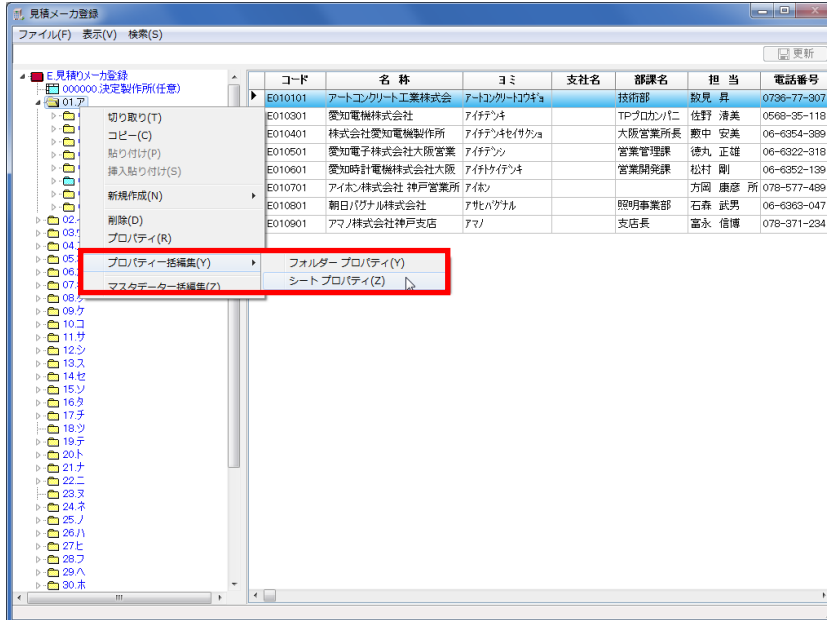 見積メーカ登録
ファイル(F) 表示(V) 検索(S)
更新
E.見積りメーカ登録
000000.決定製作所(任意)
01.ア
02.
03.
04.
05.
06.
07.
08.ク
09.ケ
10.コ
11.サ
12.シ
13.ス
14.セ
15.ソ
16.タ
17.チ
18.ツ
19.テ
20.ト
21.ナ
22.ニ
23.ヌ
24.ネ
25.ノ
26.ハ
27.ヒ
28.フ
29.ヘ
30.ホ
切り取り(T)
コピー(C)
貼り付け(P)
挿入貼り付け(S)
新規作成(N)
削除(D)
プロパティ(R)
プロパティ一括編集(Y)
マスタデータ一括編集(Z)
フォルダー プロパティ(Y)
シート プロパティ(Z)
コード 名 称 ヨミ 支社名 部課名 担 当 電話番号
E010101 アートコンクリート工業株式会 ｱｰﾄｺﾝｸﾘｰﾄｺｳｷﾞｮ 技術部 数見 昇 0736-77-307
E010301 愛知電機株式会社 ｱｲﾁﾃﾞﾝｷ TPプロカンパニ 佐野 清美 0568-35-118
E010401 株式会社愛知電機製作所 ｱｲﾁﾃﾞﾝｷｾｲｻｸｼｮ 大阪営業所長 藪中 安美 06-6354-389
E010501 愛知電子株式会社大阪営業 ｱｲﾁﾃﾞﾝｼ 営業管理課 徳丸 正雄 06-6322-318
E010601 愛知時計電機株式会社大阪 ｱｲﾁﾄｹｲﾃﾞﾝｷ 営業開発課 松村 剛 06-6352-139
E010701 アイホン株式会社 神戸営業所 ｱｲﾎﾝ 方岡 康彦 所 078-577-489
E010801 朝日バグナル株式会社 ｱｻﾋﾊﾞｸﾞﾅﾙ 照明事業部 石森 武男 06-6363-047
E010901 アマノ株式会社神戸支店 ｱﾏﾉ 支店長 富永 信博 078-371-234